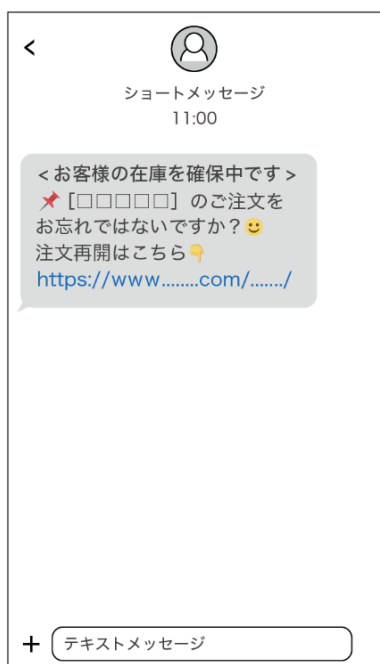 <
ショートメッセージ
11:00
<お客様の在庫を確保中です>
📌［□□□□□］のご注文を
お忘れではないですか？🙂
注文再開はこちら👇
https://www........com/......./
+ テキストメッセージ